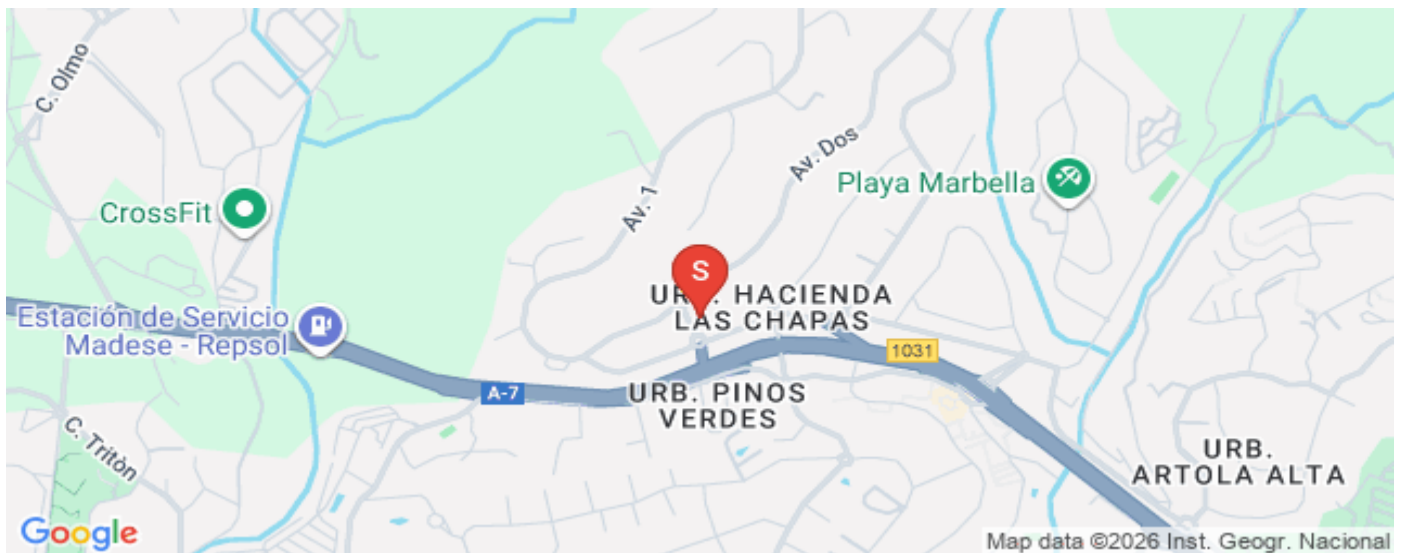 C. Olmo
Av. Dos
Playa Marbella
CrossFit
Av. 1
S
URB. HACIENDA
LAS CHAPAS
Estación de Servicio
Madese - Repsol
1031
A-7
URB. PINOS
VERDES
C. Tritòn
URB.
ARTOLA ALTA
Google
Map data ©2026 Inst. Geogr. Nacional